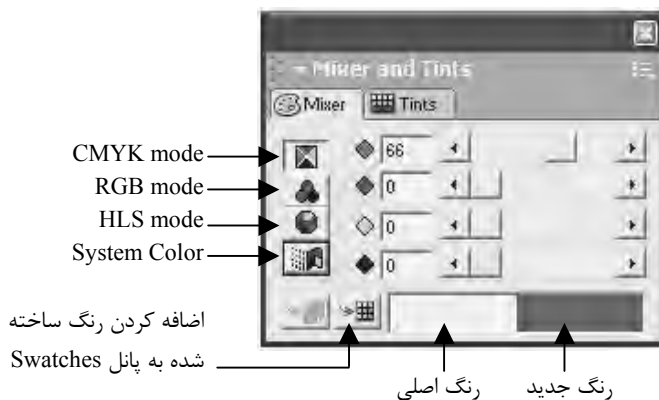 Mixer and Tints
Mixer Tints
CMYK mode
66
RGB mode
0
HLS mode
0
System Color
0
اضافه کردن رنگ ساخته
شده به پانل Swatches
رنگ اصلی
رنگ جدید